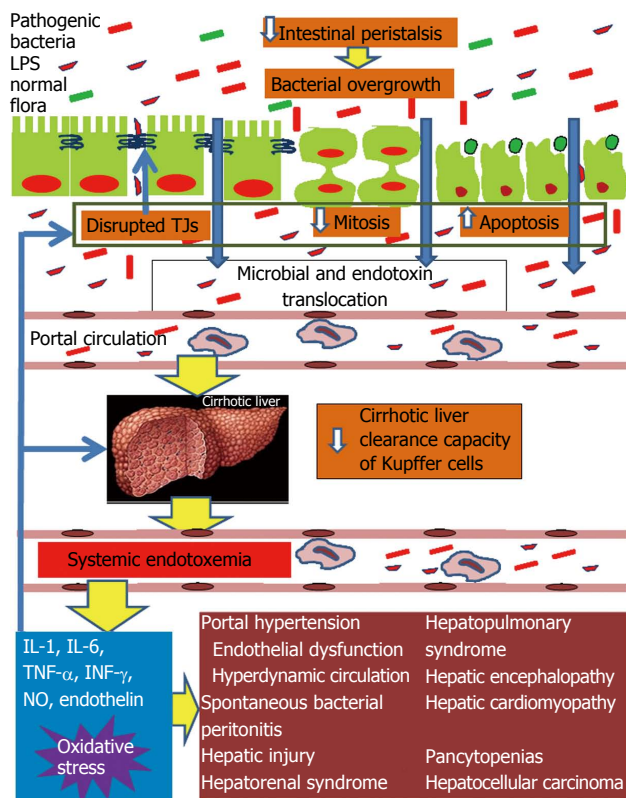 Pathogenic
bacteria
LPS
normal
flora
Intestinal peristalsis
Bacterial overgrowth
Disrupted TJs
Mitosis
Apoptosis
Microbial and endotoxin
translocation
Portal circulation
Cirrhotic liver
Cirrhotic liver
clearance capacity
of Kupffer cells
Systemic endotoxemia
IL-1, IL-6,
TNF-α, INF-γ,
NO, endothelin
Oxidative
stress
Portal hypertension
Endothelial dysfunction
Hyperdynamic circulation
Spontaneous bacterial
peritonitis
Hepatic injury
Hepatorenal syndrome
Hepatopulmonary
syndrome
Hepatic encephalopathy
Hepatic cardiomyopathy
Pancytopenias
Hepatocellular carcinoma